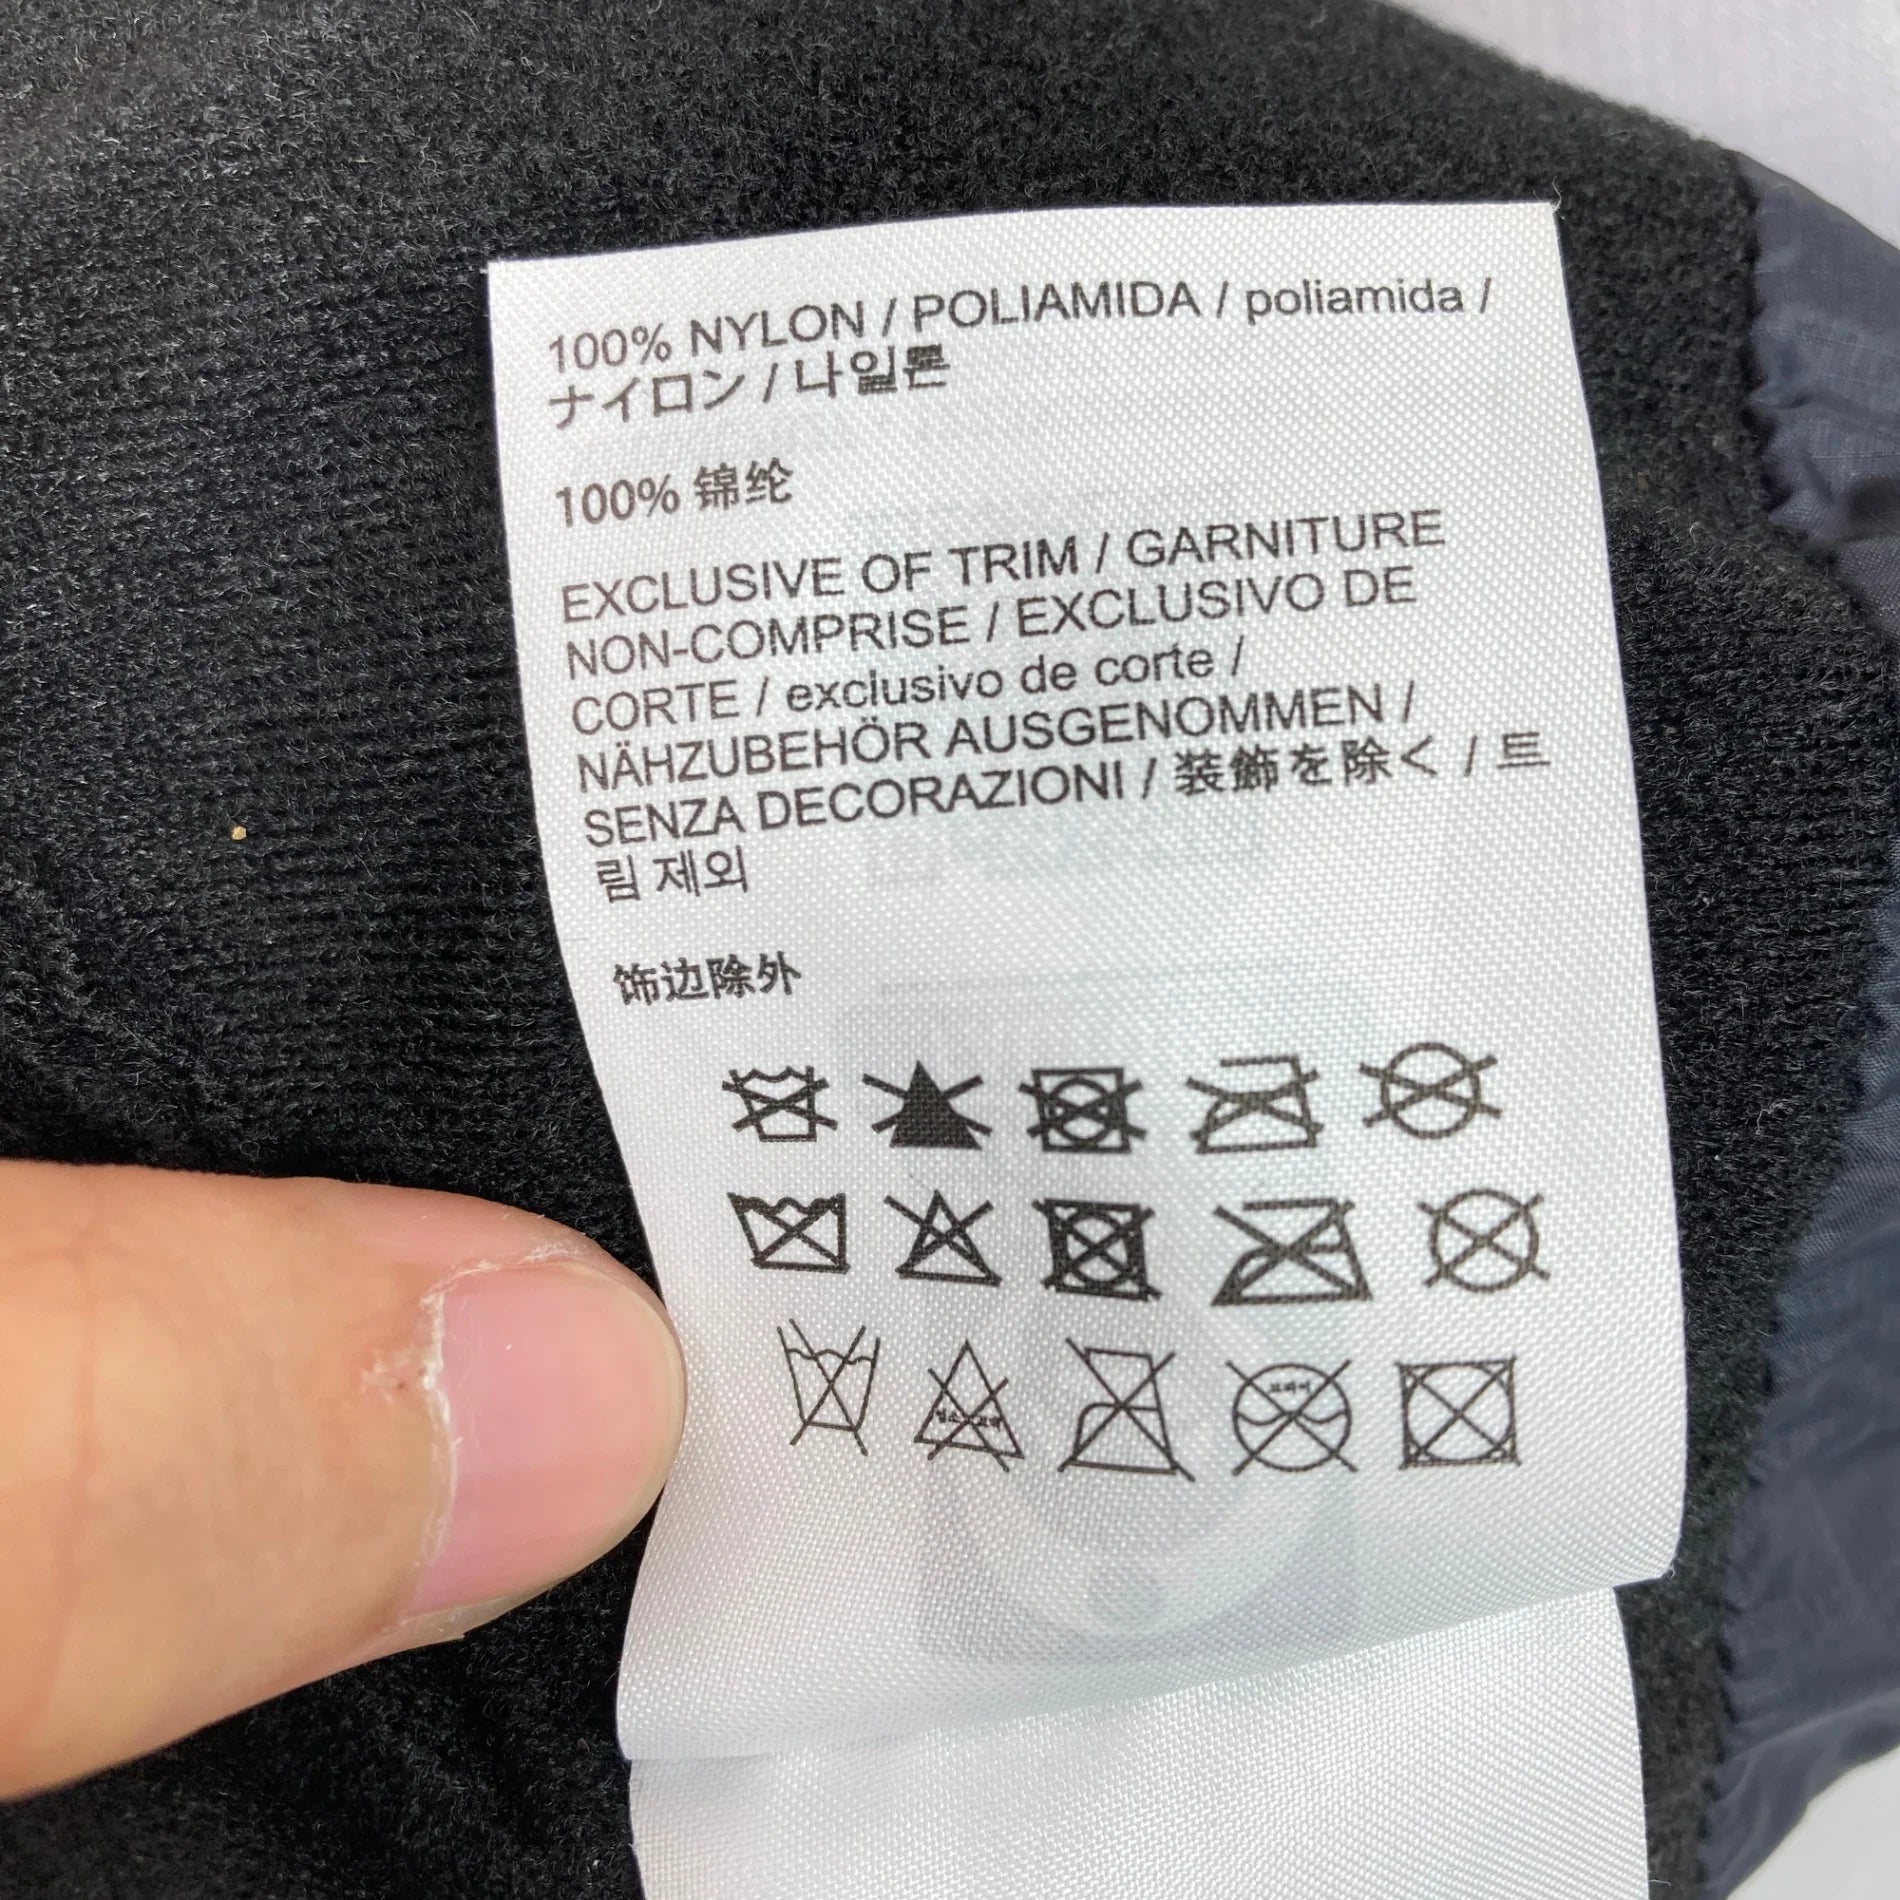 100% NYLON / POLIAMIDA / poliamida /
ナイロン / 나일론
100% 锦纶
EXCLUSIVE OF TRIM / GARNITURE
NON-COMPRISE / EXCLUSIVO DE
CORTE / exclusivo de corte /
NÄHZUBEHÖR AUSGENOMMEN /
SENZA DECORAZIONI / 装飾を除く / 트
림 제외
饰边除外